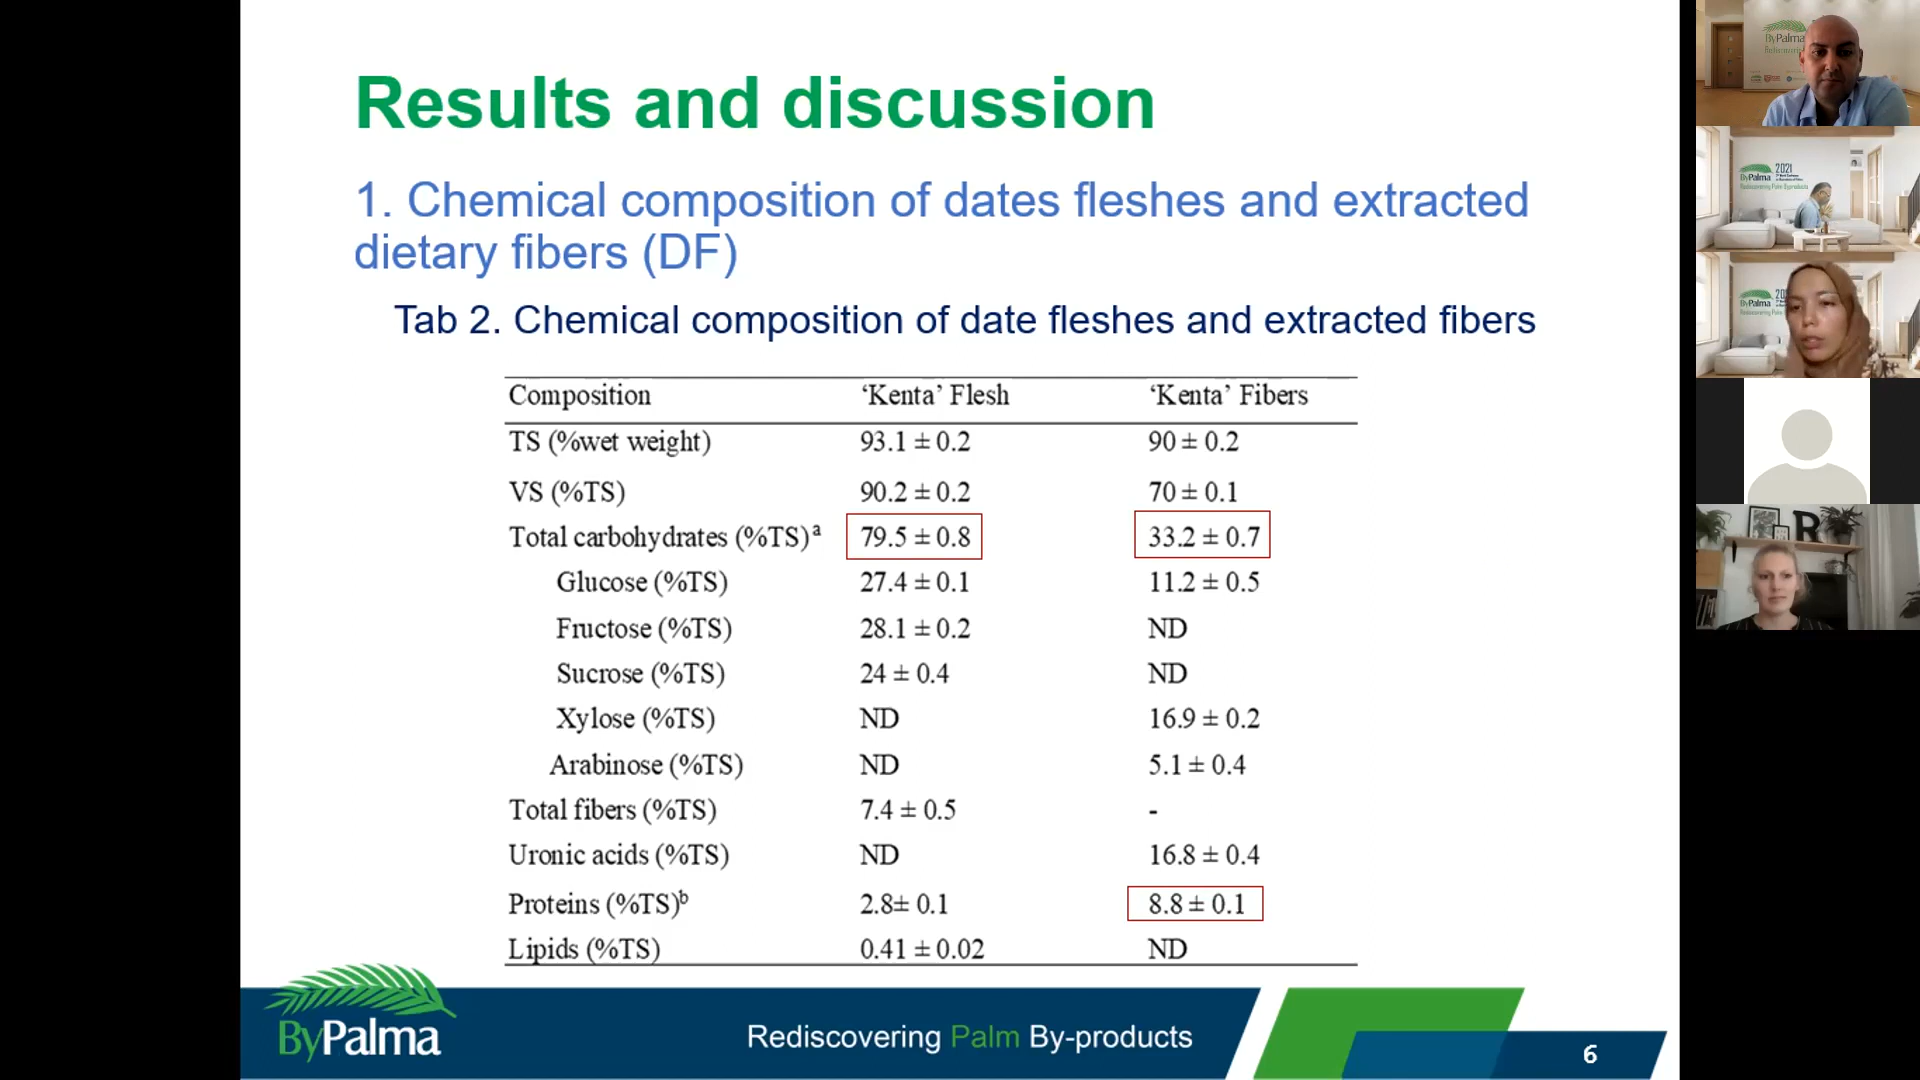 Results and discussion
1. Chemical composition of dates fleshes and extracted
dietary fibers (DF)
Tab 2. Chemical composition of date fleshes and extracted fibers
Composition ‘Kenta’ Flesh ‘Kenta’ Fibers
TS (%wet weight) 93.1 ± 0.2 90 ± 0.2
VS (%TS) 90.2 ± 0.2 70 ± 0.1
Total carbohydrates (%TS)a 79.5 ± 0.8 33.2 ± 0.7
Glucose (%TS) 27.4 ± 0.1 11.2 ± 0.5
Fructose (%TS) 28.1 ± 0.2 ND
Sucrose (%TS) 24 ± 0.4 ND
Xylose (%TS) ND 16.9 ± 0.2
Arabinose (%TS) ND 5.1 ± 0.4
Total fibers (%TS) 7.4 ± 0.5 -
Uronic acids (%TS) ND 16.8 ± 0.4
Proteins (%TS)b 2.8± 0.1 8.8 ± 0.1
Lipids (%TS) 0.41 ± 0.02 ND
ByPalma
Rediscovering Palm By-products
6
ByPalma
ByPalma
2021
Rediscovering Palm Byproducts
ByPalma
R